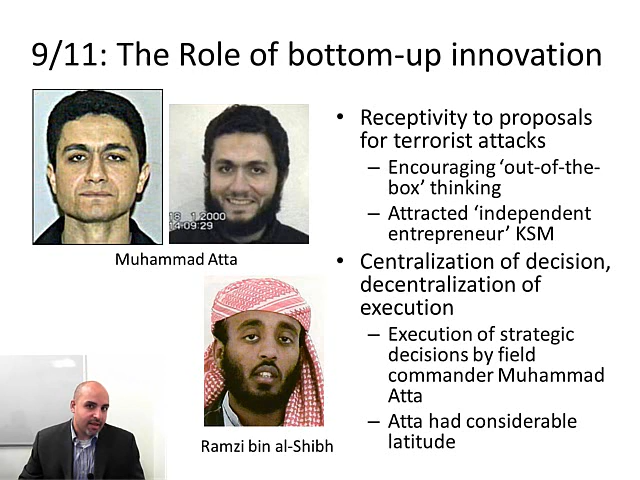 9/11: The Role of bottom-up innovation
18 1 2000
14:09:29
Muhammad Atta
Ramzi bin al-Shibh
• Receptivity to proposals
for terrorist attacks
– Encouraging ‘out-of-the-
box’ thinking
– Attracted ‘independent
entrepreneur’ KSM
• Centralization of decision,
decentralization of
execution
– Execution of strategic
decisions by field
commander Muhammad
Atta
– Atta had considerable
latitude